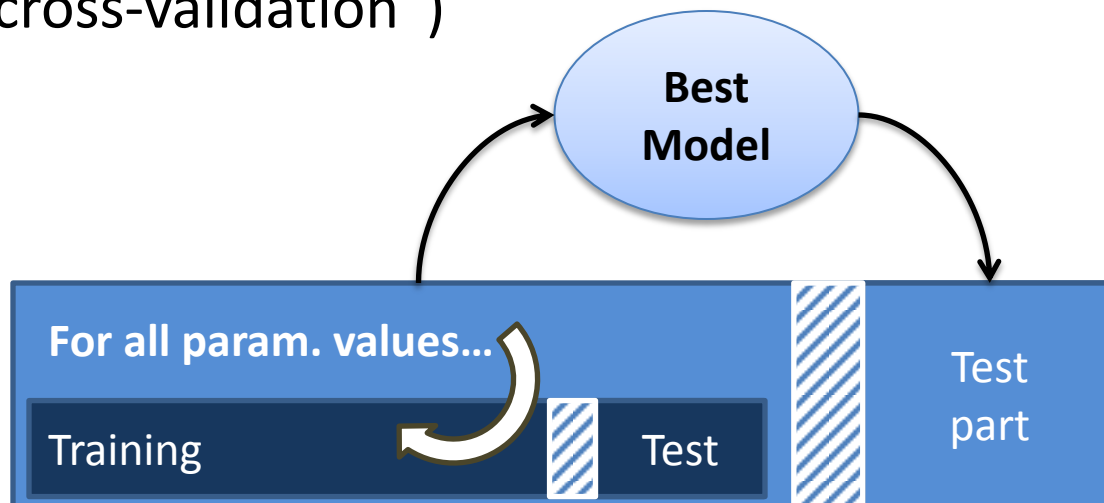 cross-validation")
Best
Model
For all param. values...
Test
part
Training
Test